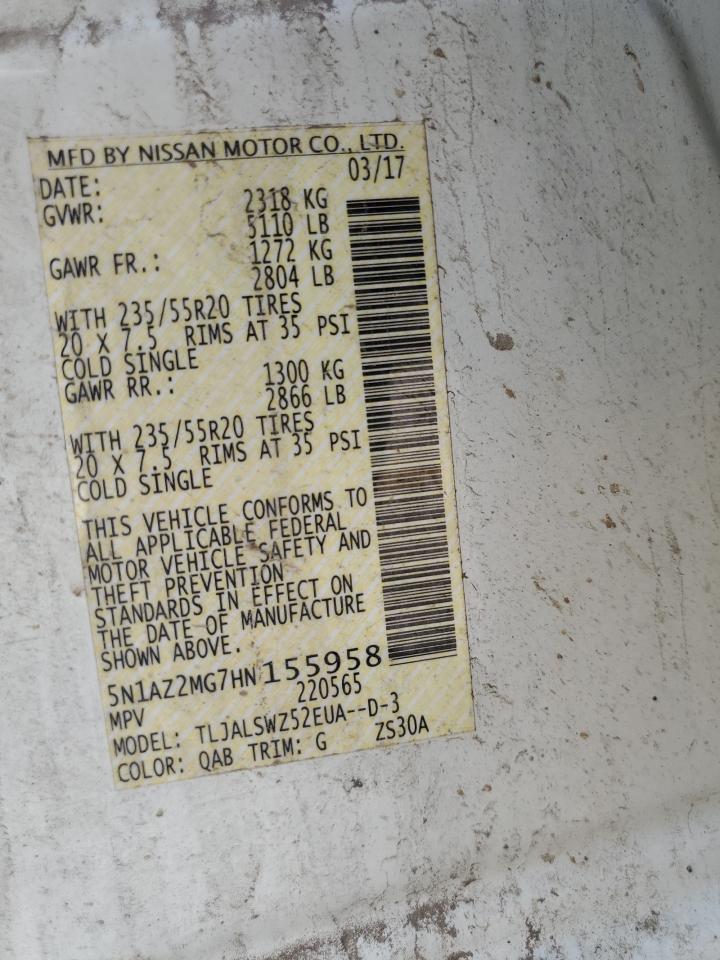 MFD BY NISSAN MOTOR CO., LTD.
DATE: 03/17
GVWR: 2318 KG
5110 LB
GAWR FR.: 1272 KG
2804 LB
WITH 235/55R20 TIRES
20 X 7.5 RIMS AT 35 PSI
COLD SINGLE
GAWR RR.: 1300 KG
2866 LB
WITH 235/55R20 TIRES
20 X 7.5 RIMS AT 35 PSI
COLD SINGLE
THIS VEHICLE CONFORMS TO
ALL APPLICABLE FEDERAL
MOTOR VEHICLE SAFETY AND
THEFT PREVENTION
STANDARDS IN EFFECT ON
THE DATE OF MANUFACTURE
SHOWN ABOVE.
5N1AZ2MG7HN155958
MPV 220565
MODEL: TLJALSWZ52EUA--D-3
COLOR: QAB TRIM: G ZS30A